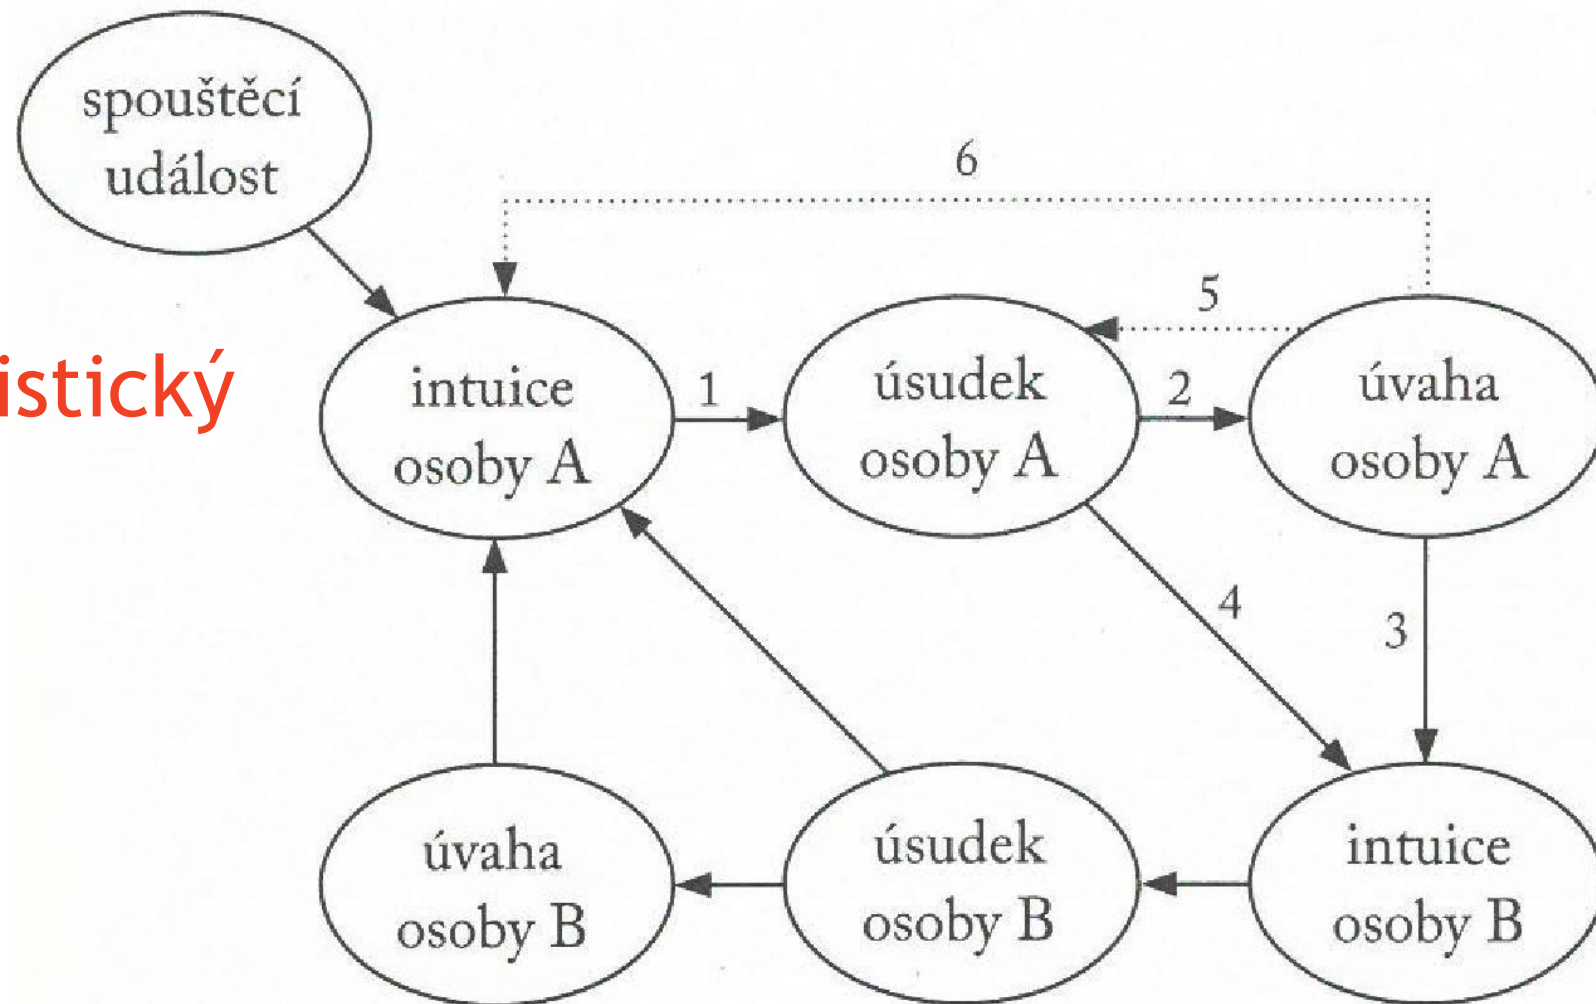 spouštěcí
událost
6
5
istický
intuice
osoby A
1
úsudek
osoby A
2
úvaha
osoby A
4
3
úvaha
osoby B
úsudek
osoby B
intuice
osoby B